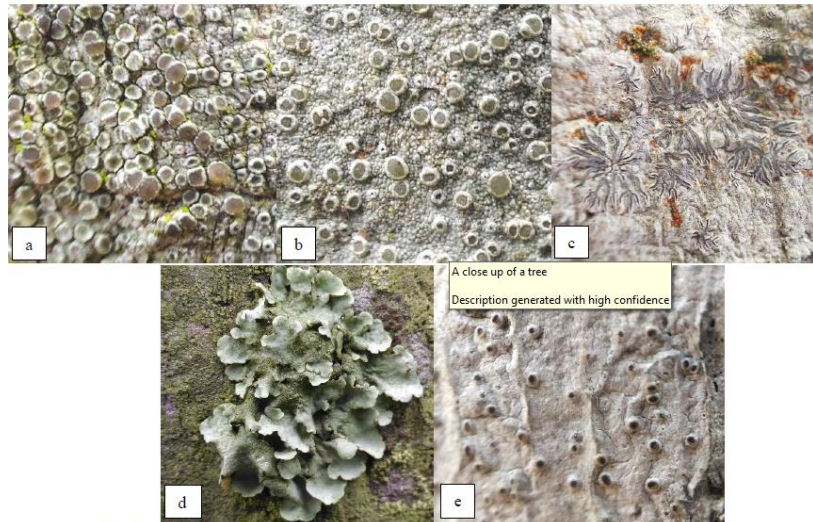 a
b
c
A close up of a tree
Description generated with high confidence
d
e